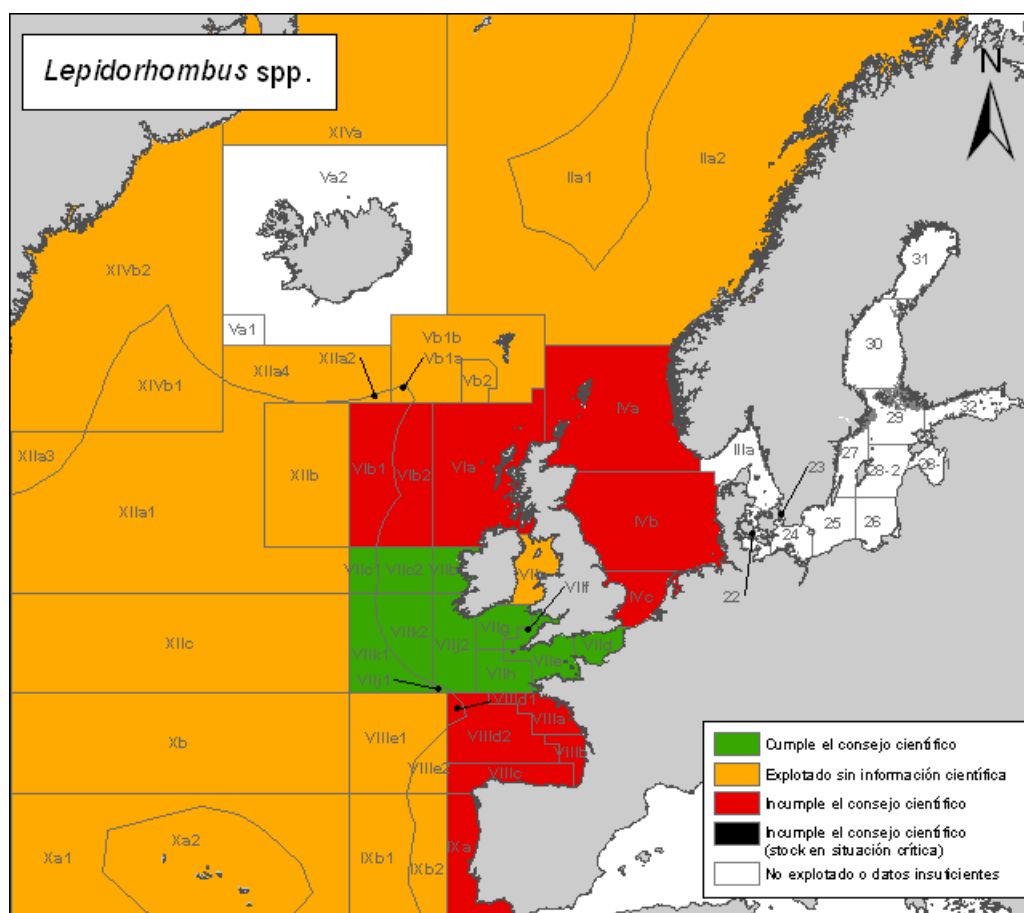 Lepidorhombus spp.
N
XIVa
Va2
IIa1
IIa2
XIVb2
31
Va1
Vb1b
XIIa2
Vb1a
30
XIVb1
XIIa4
Vb2
IVa
29
32
XIIa3
XIIb
VIb1
VIb2
VIa
IIIa
23
27
28-2
28-1
XIIa1
IVb
24
25
26
VIIc1
VIIc2
VIIb
VIIa
VIIf
IVc
22
XIIc
VIIk2
VIIk1
VIIj2
VIIg
VIId
VIIe
VIIh
VIIj1
VIIId1
Xb
VIIIe1
VIIIa
VIIId2
VIIIb
VIIIe2
VIIIc
Xa1
Xa2
IXb1
IXb2
IXa
Cumple el consejo científico
Explotado sin información científica
Incumple el consejo científico
Incumple el consejo científico
(stock en situación crítica)
No explotado o datos insuficientes